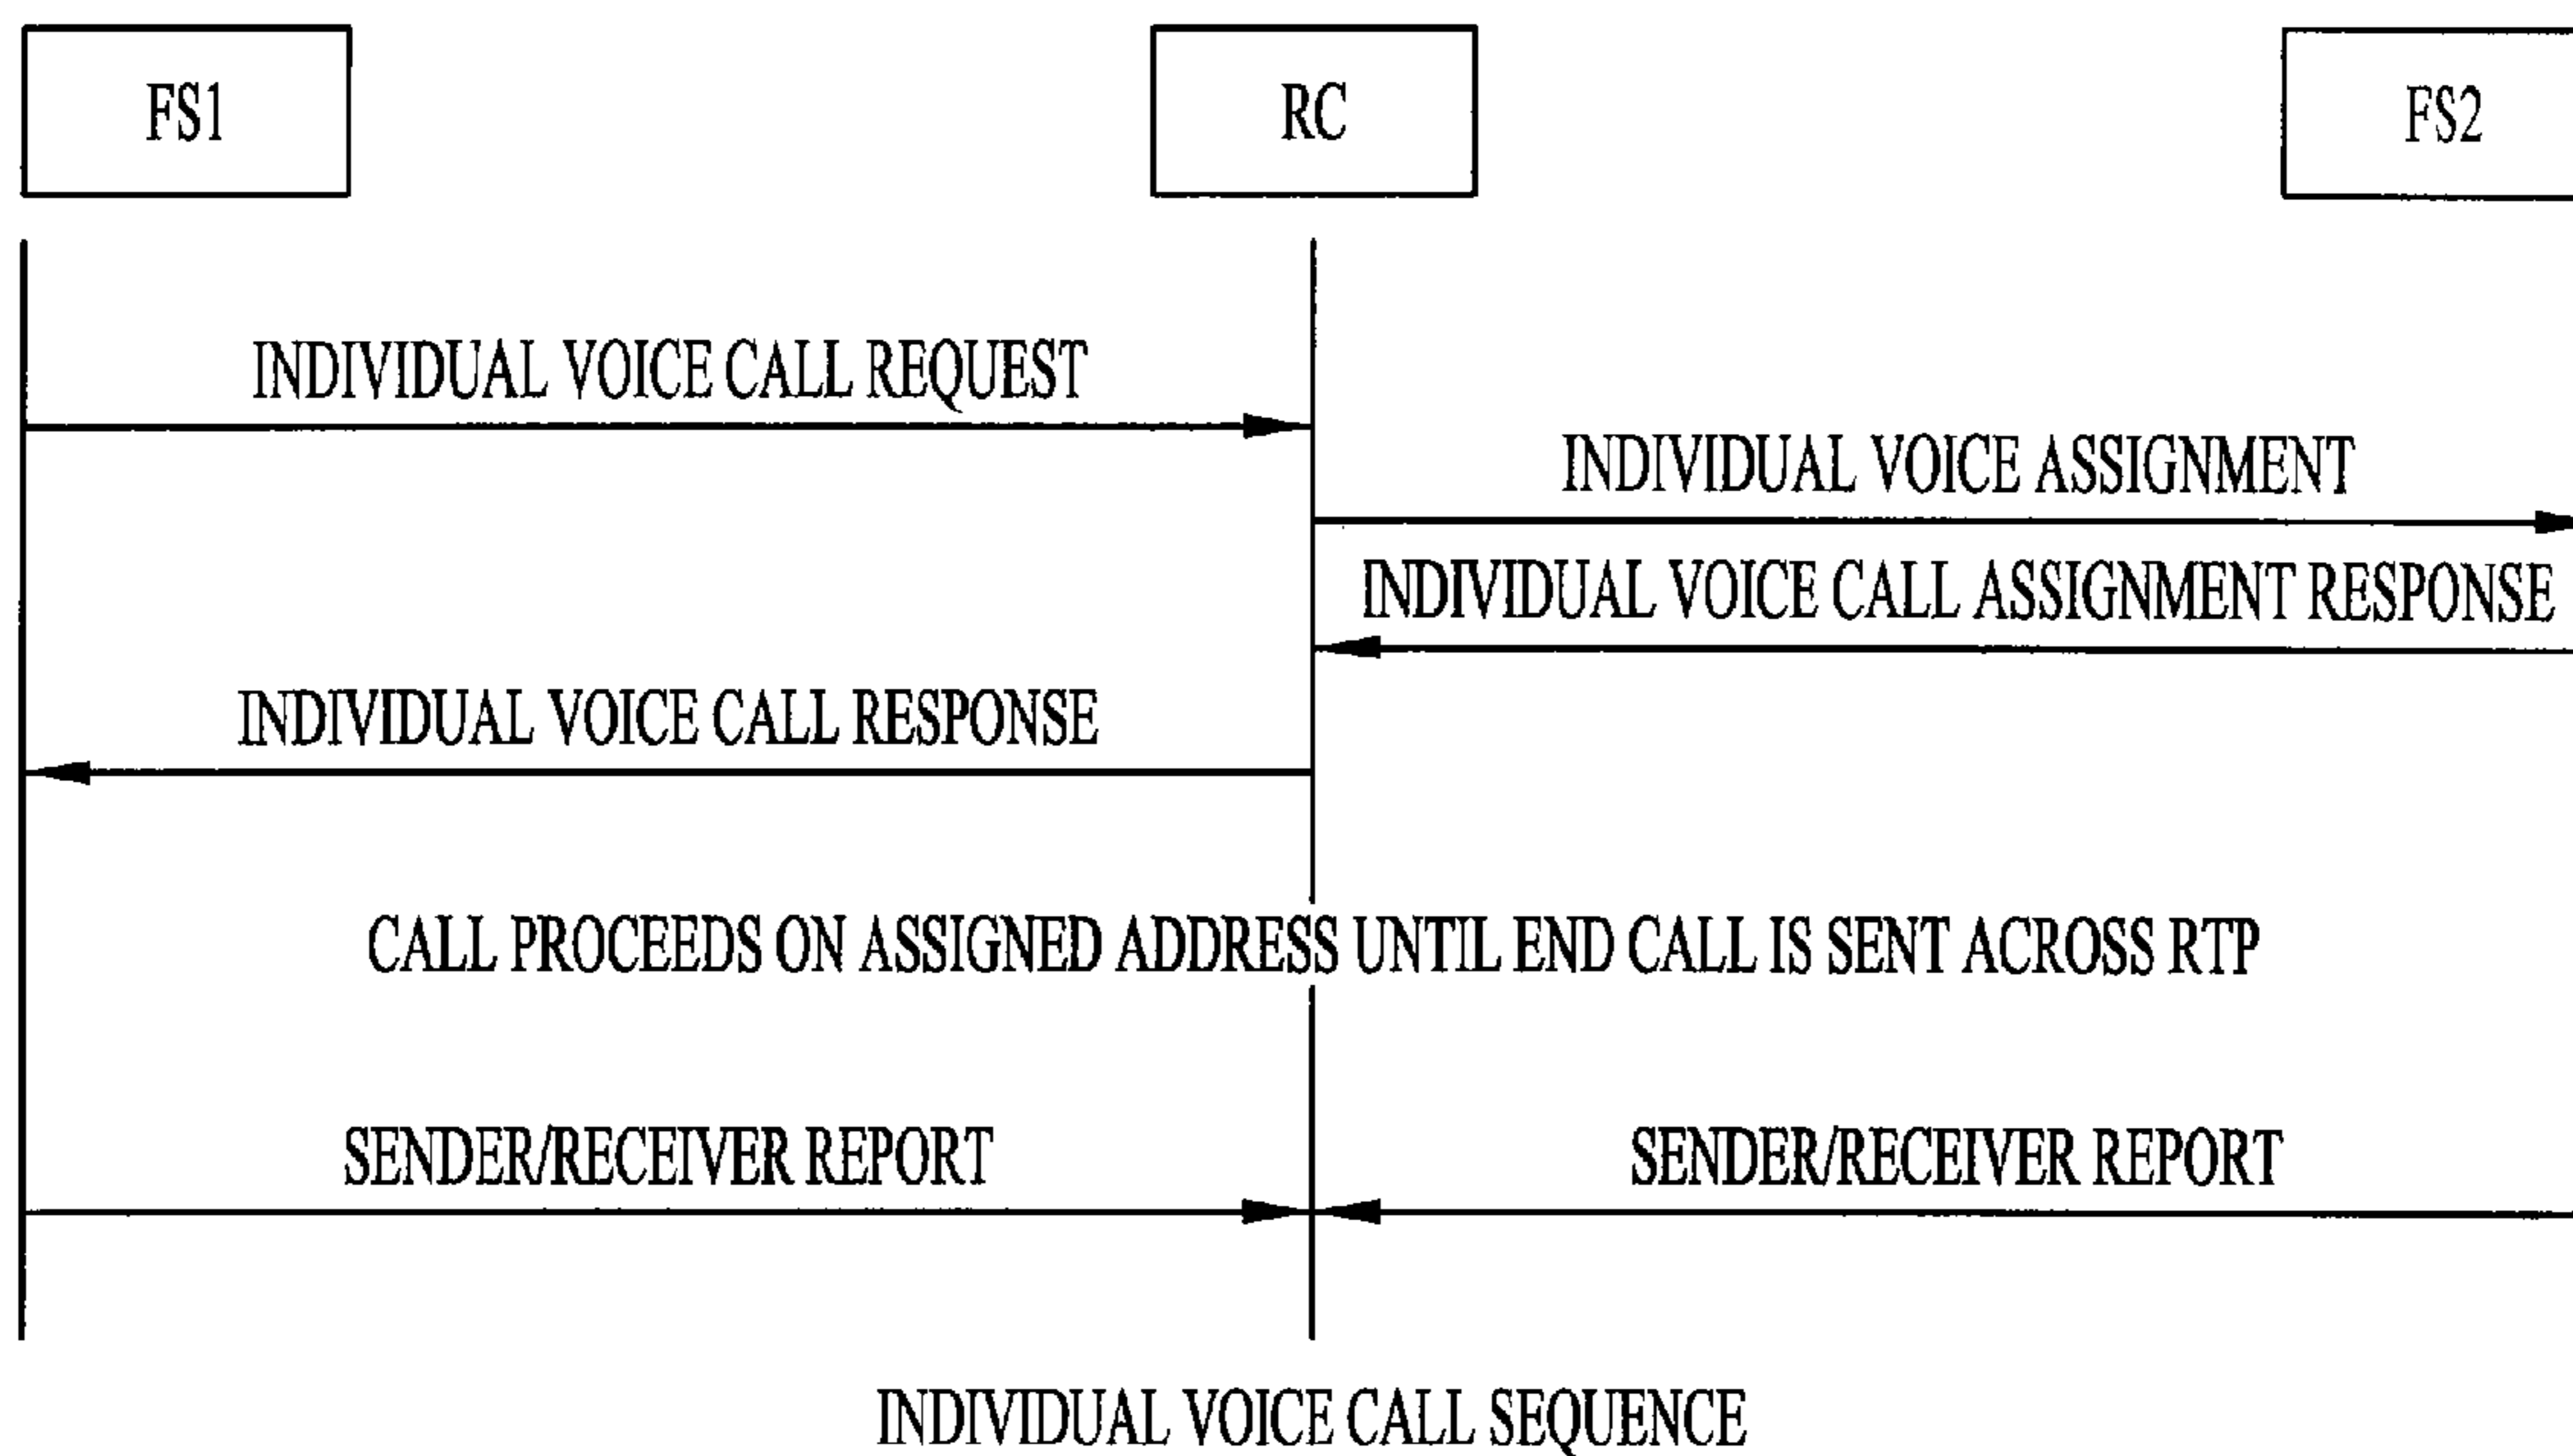 FS1
RC
FS2
INDIVIDUAL VOICE CALL REQUEST
INDIVIDUAL VOICE ASSIGNMENT
INDIVIDUAL VOICE CALL ASSIGNMENT RESPONSE
INDIVIDUAL VOICE CALL RESPONSE
CALL PROCEEDS ON ASSIGNED ADDRESS UNTIL END CALL IS SENT ACROSS RTP
SENDER/RECEIVER REPORT
SENDER/RECEIVER REPORT
INDIVIDUAL VOICE CALL SEQUENCE